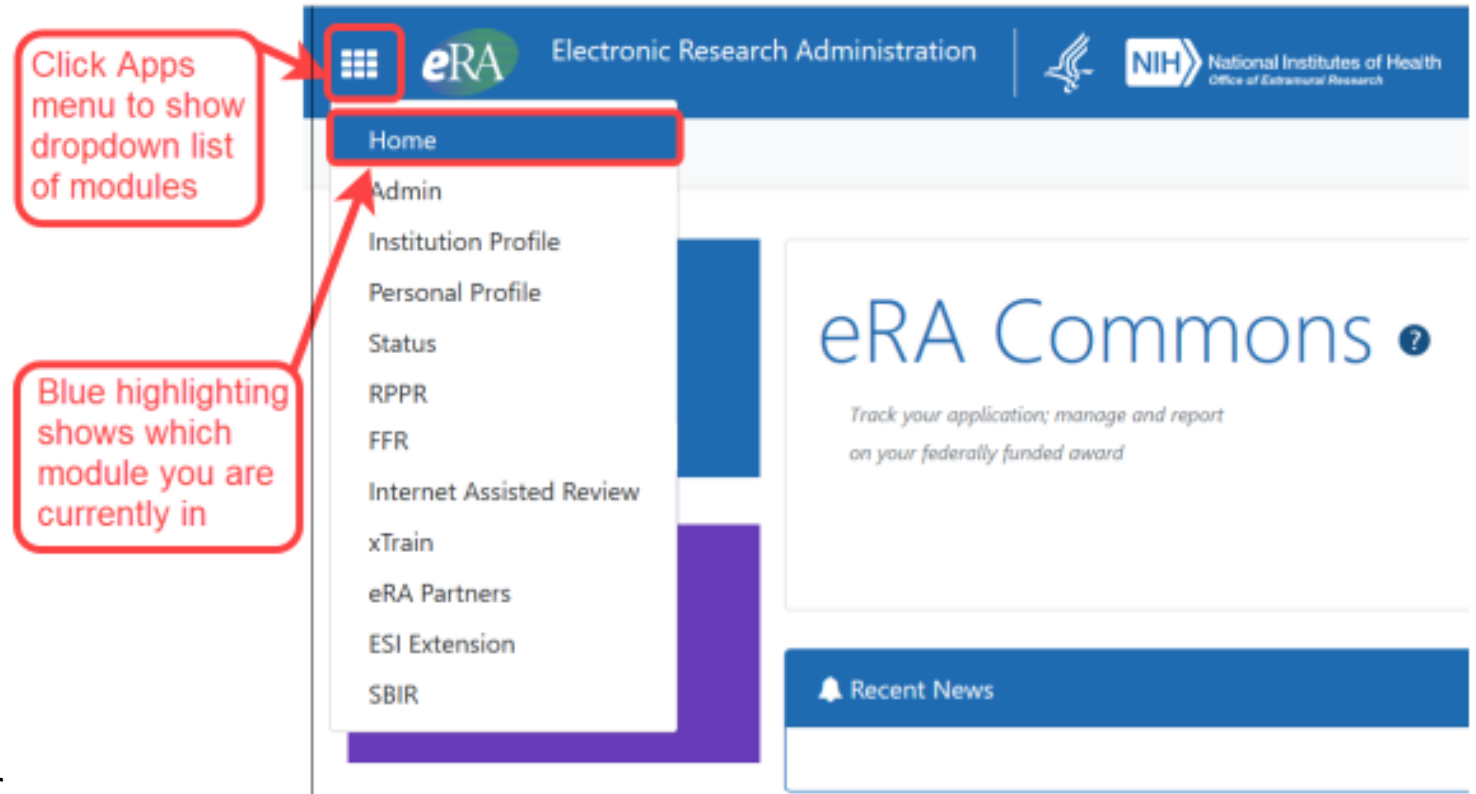 Click Apps
menu to show
dropdown list
of modules
eRA
Electronic Research Administration
NIH
National Institutes of Health
Office of Extramural Research
Home
Admin
Institution Profile
Personal Profile
Status
RPPR
FFR
Internet Assisted Review
xTrain
eRA Partners
ESI Extension
SBIR
Blue highlighting
shows which
module you are
currently in
eRA Commons ?
Track your application; manage and report
on your federally funded award
Recent News